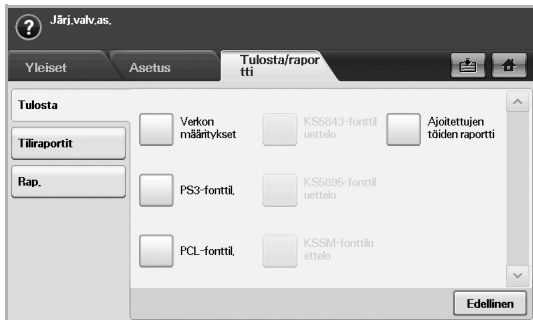 Järj.valv.as.
Yleiset
Asetus
Tulosta/rapor
tti
Tulosta
Tiliraportit
Rap.
Verkon
määritykset
KS5843-fonttil
uettelo
Ajoitettujen
töiden raportti
PS3-fonttil.
KS5895-fonttil
uettelo
PCL-fonttil.
KSSM-fonttilu
ettelo
Edellinen